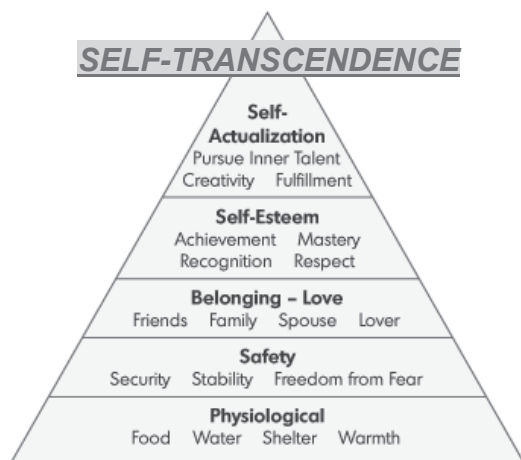 SELF-TRANSCENDENCE
Self-
Actualization
Pursue Inner Talent
Creativity Fulfillment
Self-Esteem
Achievement Mastery
Recognition Respect
Belonging – Love
Friends Family Spouse Lover
Safety
Security Stability Freedom from Fear
Physiological
Food Water Shelter Warmth